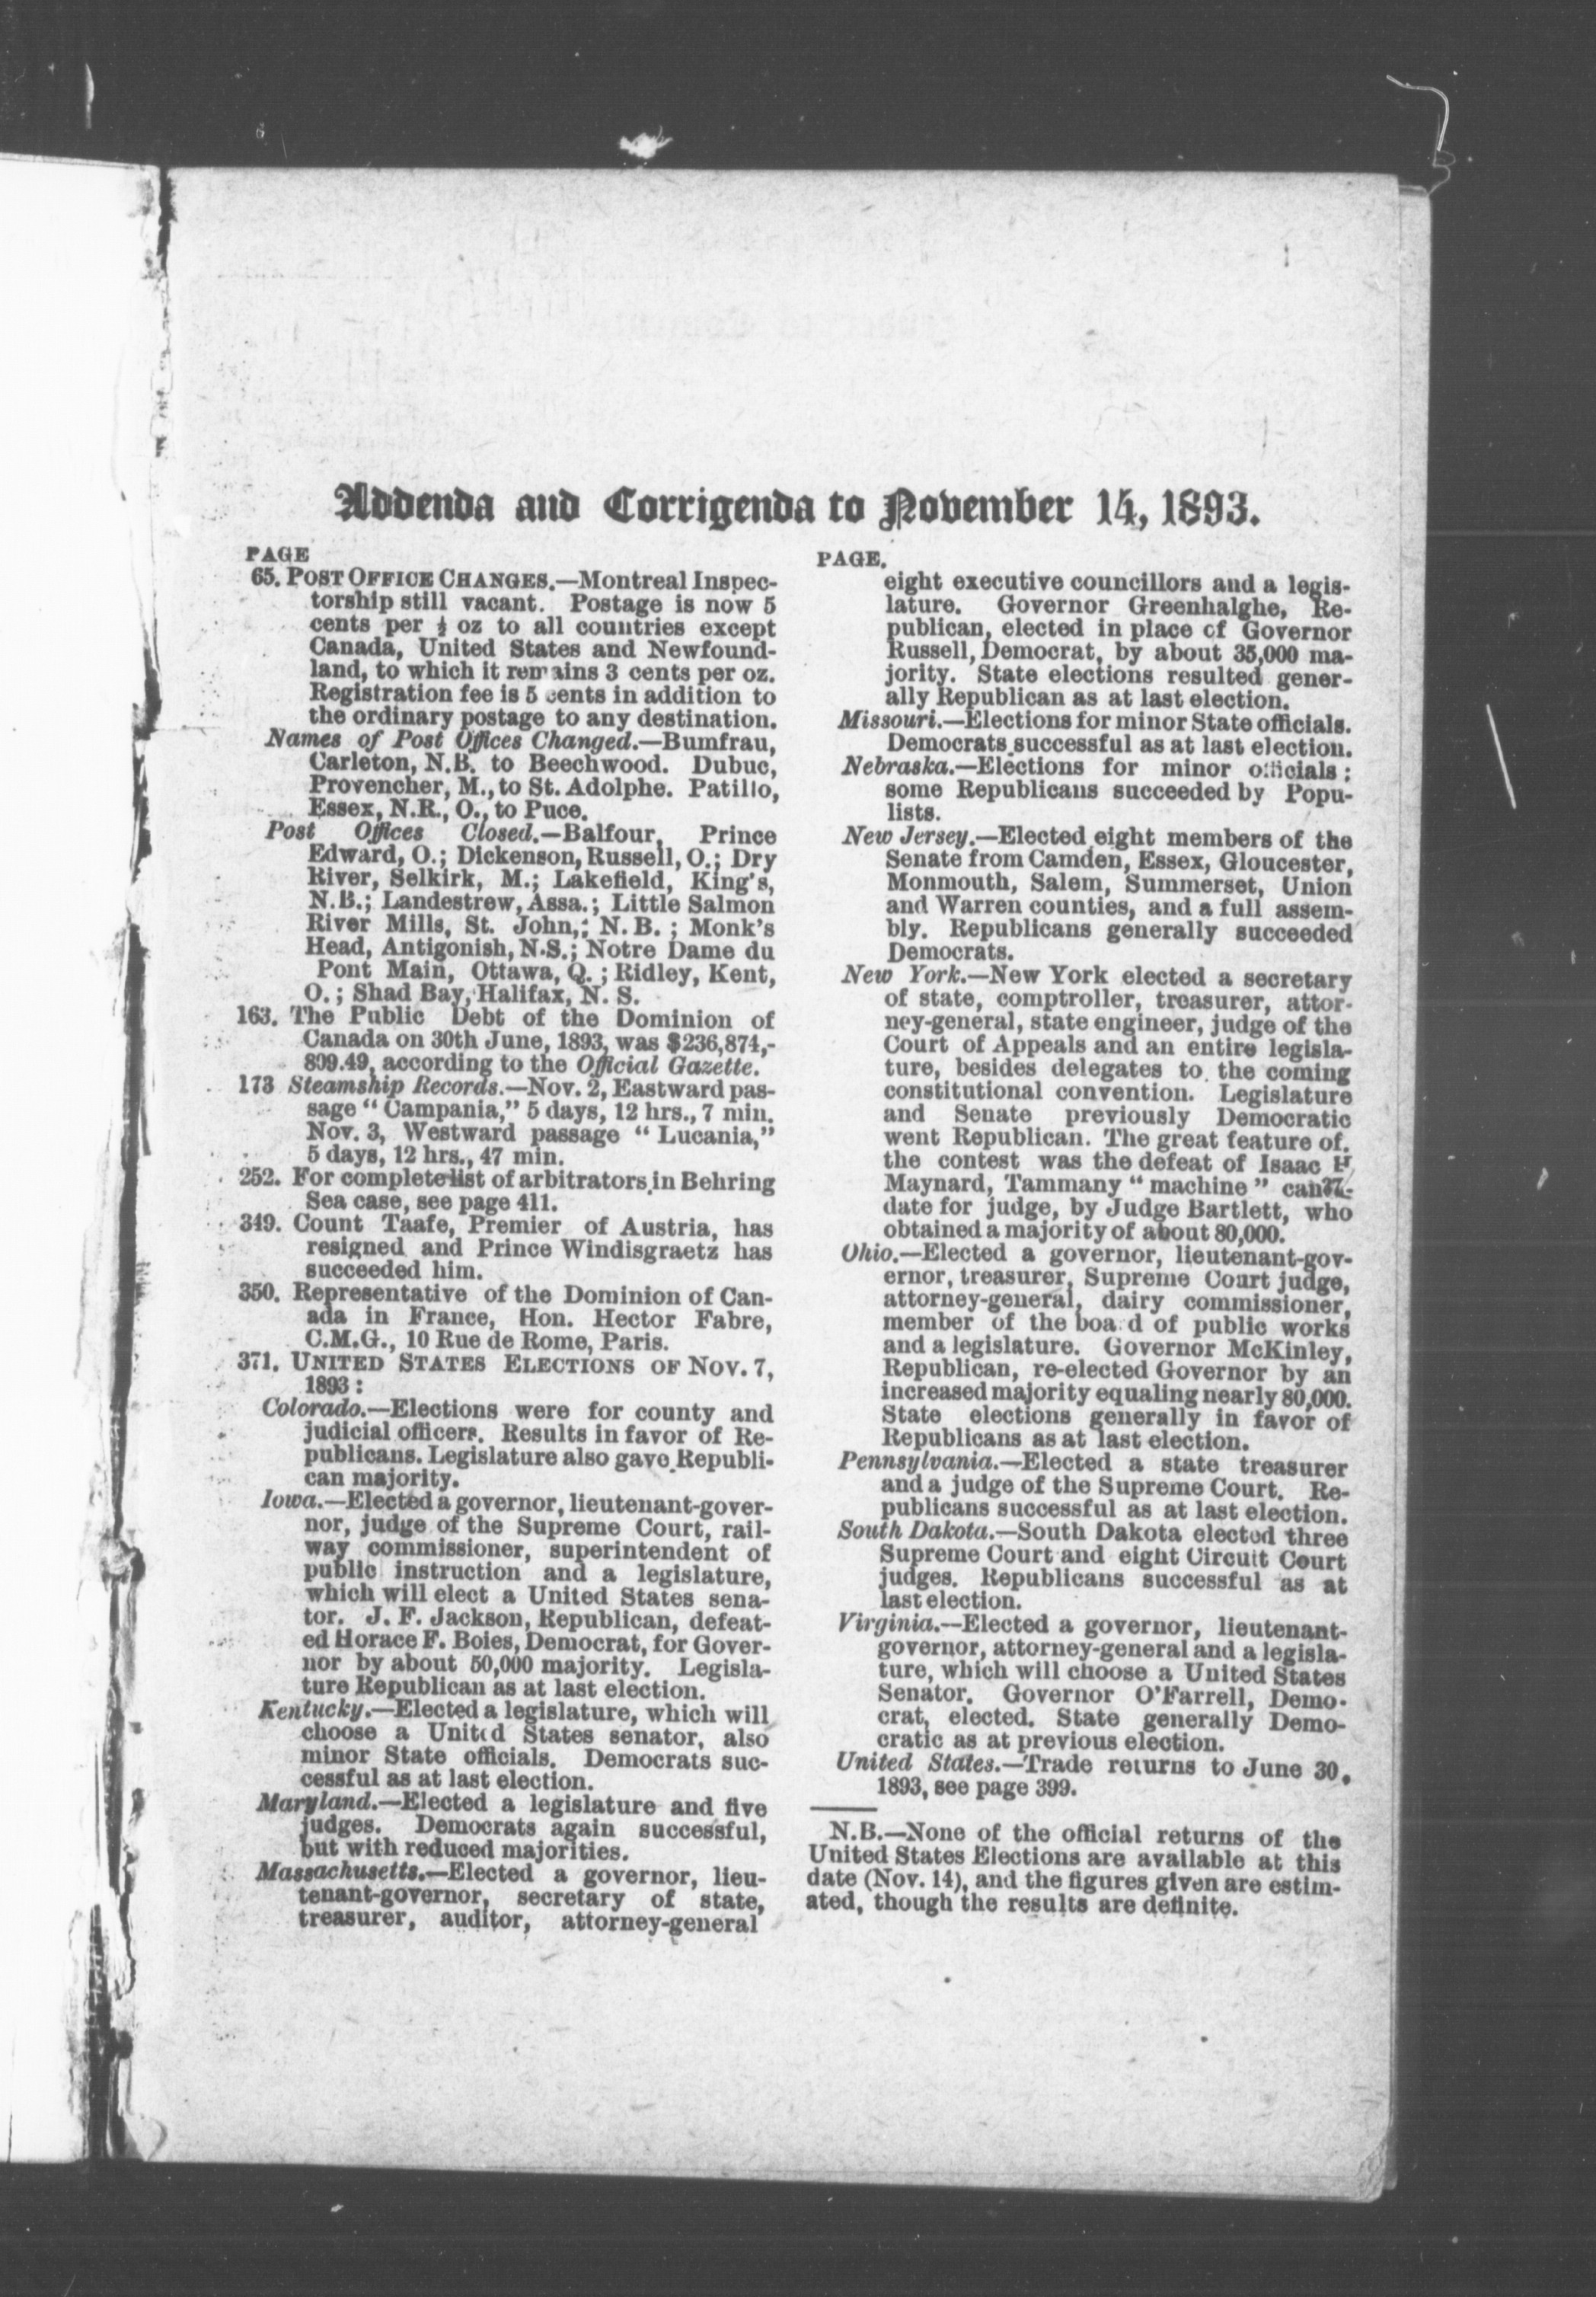 Addenda and Corrigenda to November 14, 1893.
PAGE
65. POST OFFICE CHANGES.—Montreal Inspec-
torship still vacant. Postage is now 5
cents per ½ oz to all countries except
Canada, United States and Newfound-
land, to which it remains 3 cents per oz.
Registration fee is 5 cents in addition to
the ordinary postage to any destination.
Names of Post Offices Changed.—Bumfrau,
Carleton, N.B. to Beechwood. Dubuc,
Provencher, M., to St. Adolphe. Patillo,
Essex, N.R., O., to Puce.
Post Offices Closed.—Balfour, Prince
Edward, O.; Dickenson, Russell, O.; Dry
River, Selkirk, M.; Lakefield, King's,
N.B.; Landestrew, Assa.; Little Salmon
River Mills, St. John,; N. B. ; Monk's
Head, Antigonish, N.S.; Notre Dame du
Pont Main, Ottawa, Q. ; Ridley, Kent,
O. ; Shad Bay, Halifax, N. S.
163. The Public Debt of the Dominion of
Canada on 30th June, 1893, was $236,874,-
899.49, according to the Official Gazette.
173 Steamship Records.—Nov. 2, Eastward pas-
sage "Campania," 5 days, 12 hrs., 7 min.
Nov. 3, Westward passage "Lucania,"
5 days, 12 hrs., 47 min.
252. For complete list of arbitrators in Behring
Sea case, see page 411.
349. Count Taafe, Premier of Austria, has
resigned and Prince Windisgraetz has
succeeded him.
350. Representative of the Dominion of Can-
ada in France, Hon. Hector Fabre,
C.M.G., 10 Rue de Rome, Paris.
371. UNITED STATES ELECTIONS OF NOV. 7,
1893 :
Colorado.—Elections were for county and
judicial officers. Results in favor of Re-
publicans. Legislature also gave Republi-
can majority.
Iowa.—Elected a governor, lieutenant-gover-
nor, judge of the Supreme Court, rail-
way commissioner, superintendent of
public instruction and a legislature,
which will elect a United States sena-
tor. J. F. Jackson, Republican, defeat-
ed Horace F. Boies, Democrat, for Gover-
nor by about 50,000 majority. Legisla-
ture Republican as at last election.
Kentucky.—Elected a legislature, which will
choose a United States senator, also
minor State officials. Democrats suc-
cessful as at last election.
Maryland.—Elected a legislature and five
judges. Democrats again successful,
but with reduced majorities.
Massachusetts.—Elected a governor, lieu-
tenant-governor, secretary of state,
treasurer, auditor, attorney-general
PAGE.
eight executive councillors and a legis-
lature. Governor Greenhalghe, Re-
publican, elected in place of Governor
Russell, Democrat, by about 35,000 ma-
jority. State elections resulted gener-
ally Republican as at last election.
Missouri.—Elections for minor State officials.
Democrats successful as at last election.
Nebraska.—Elections for minor officials ;
some Republicans succeeded by Popu-
lists.
New Jersey.—Elected eight members of the
Senate from Camden, Essex, Gloucester,
Monmouth, Salem, Summerset, Union
and Warren counties, and a full assem-
bly. Republicans generally succeeded
Democrats.
New York.—New York elected a secretary
of state, comptroller, treasurer, attor-
ney-general, state engineer, judge of the
Court of Appeals and an entire legisla-
ture, besides delegates to the coming
constitutional convention. Legislature
and Senate previously Democratic
went Republican. The great feature of
the contest was the defeat of Isaac H
Maynard, Tammany "machine" candi-
date for judge, by Judge Bartlett, who
obtained a majority of about 80,000.
Ohio.—Elected a governor, lieutenant-gov-
ernor, treasurer, Supreme Court judge,
attorney-general, dairy commissioner,
member of the board of public works
and a legislature. Governor McKinley,
Republican, re-elected Governor by an
increased majority equaling nearly 80,000.
State elections generally in favor of
Republicans as at last election.
Pennsylvania.—Elected a state treasurer
and a judge of the Supreme Court. Re-
publicans successful as at last election.
South Dakota.—South Dakota elected three
Supreme Court and eight Circuit Court
judges. Republicans successful as at
last election.
Virginia.—Elected a governor, lieutenant-
governor, attorney-general and a legisla-
ture, which will choose a United States
Senator. Governor O'Farrell, Demo-
crat, elected. State generally Demo-
cratic as at previous election.
United States.—Trade returns to June 30,
1893, see page 399.
N.B.—None of the official returns of the
United States Elections are available at this
date (Nov. 14), and the figures given are estim-
ated, though the results are definite.